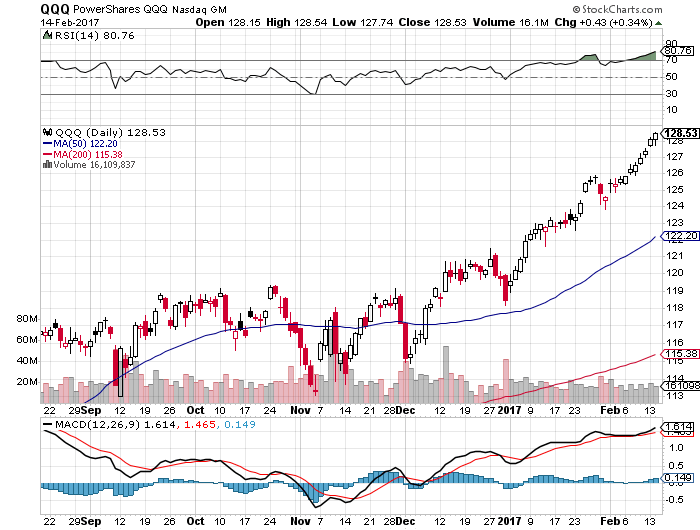 QQQ PowerShares QQQ Nasdaq GM © StockCharts.com
14-Feb-2017 Open 128.11 High 128.54 Low 127.74 Close 128.53 Volume 16.1M Chg +0.43 (+0.34%)
RSI(14) 80.76
90
80.76
70
50
30
10
QQQ (Daily) 128.53
MA(50) 122.20
MA(200) 115.38
Volume 16,109,837
128.53
128
127
126
125
124
123
122.20
121
120
119
118
117
116
115.38
114
113
80M
60M
40M
20M
22 29 Sep 12 19 26 Oct 10 17 24 Nov 7 14 21 28 Dec 12 19 27 2017 9 17 23 Feb 6 13
MACD(12,26,9) 1.614, 1.465, 0.149
1.614
1.0
0.5
0.149
-0.5
22 29 Sep 12 19 26 Oct 10 17 24 Nov 7 14 21 28 Dec 12 19 27 2017 9 17 23 Feb 6 13